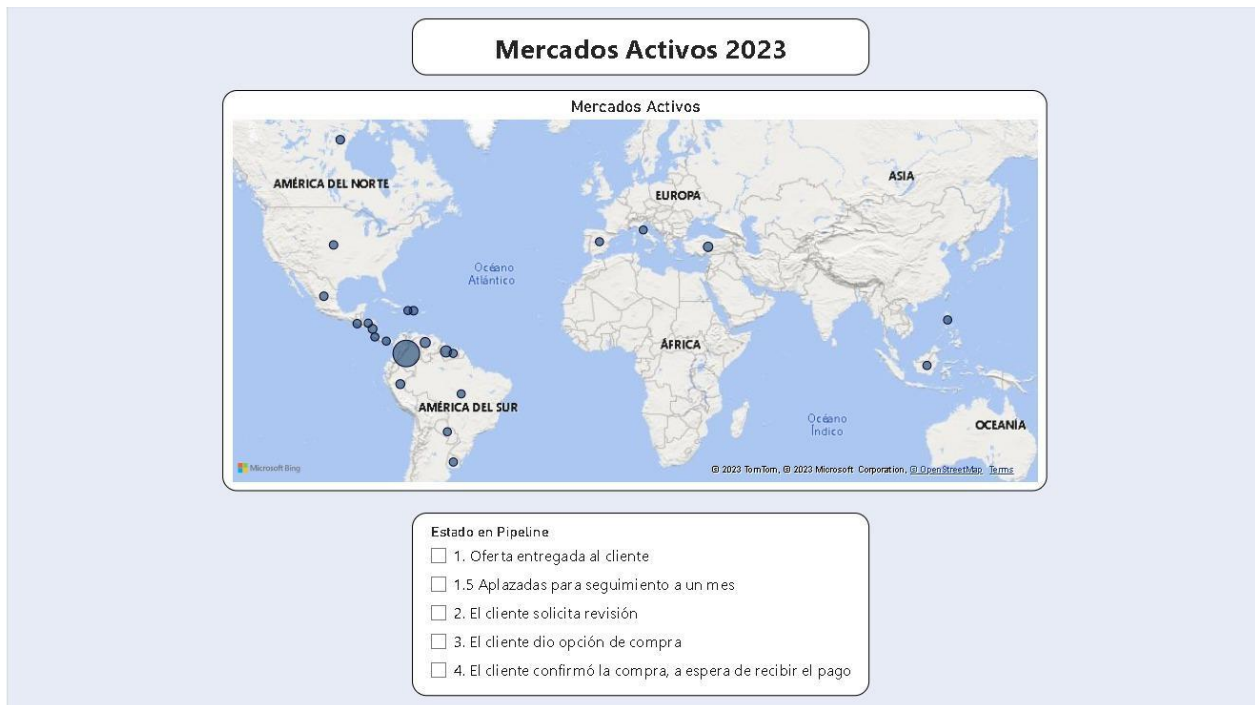 Mercados Activos 2023
Mercados Activos
AMÉRICA DEL NORTE
EUROPA
ASIA
Océano
Atlántico
ÁFRICA
AMÉRICA DEL SUR
Océano
Índico
OCEANÍA
Microsoft Bing
© 2023 TomTom, © 2023 Microsoft Corporation, © OpenStreetMap Terms
Estado en Pipeline
1. Oferta entregada al cliente
1.5 Aplazadas para seguimiento a un mes
2. El cliente solicita revisión
3. El cliente dio opción de compra
4. El cliente confirmó la compra, a espera de recibir el pago